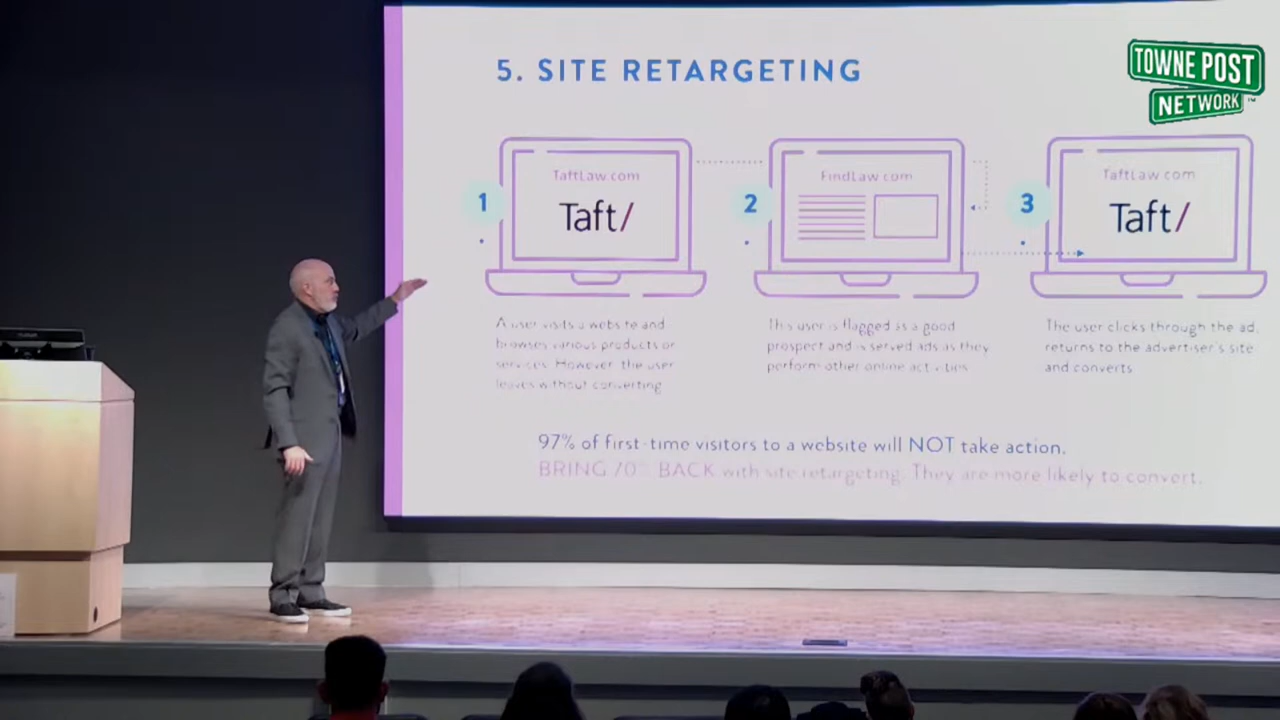 5. SITE RETARGETING
TOWNE POST
NETWORK™
1
TaftLaw.com
Taft/
2
FindLaw.com
3
TaftLaw.com
Taft/
A user visits a website and
browses various products or
services. However, the user
leaves without converting
This user is flagged as a good
prospect and is served ads as they
perform other online activities
The user clicks through the ad,
returns to the advertiser's site
and converts
97% of first-time visitors to a website will NOT take action.
BRING 70% BACK with site retargeting. They are more likely to convert.